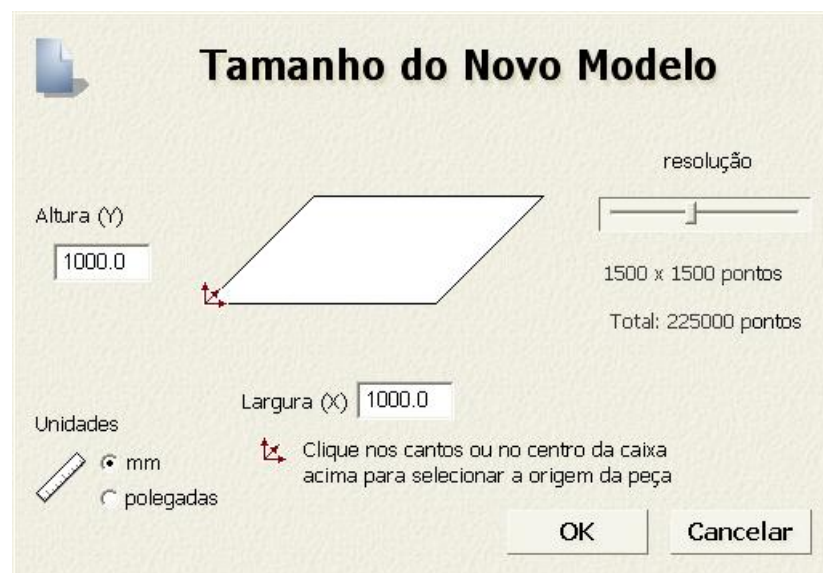 Tamanho do Novo Modelo
resolução
Altura (Y)
1000.0
1500 x 1500 pontos
Total: 225000 pontos
Largura (X) 1000.0
Unidades
mm
polegadas
Clique nos cantos ou no centro da caixa
acima para selecionar a origem da peça
OK Cancelar